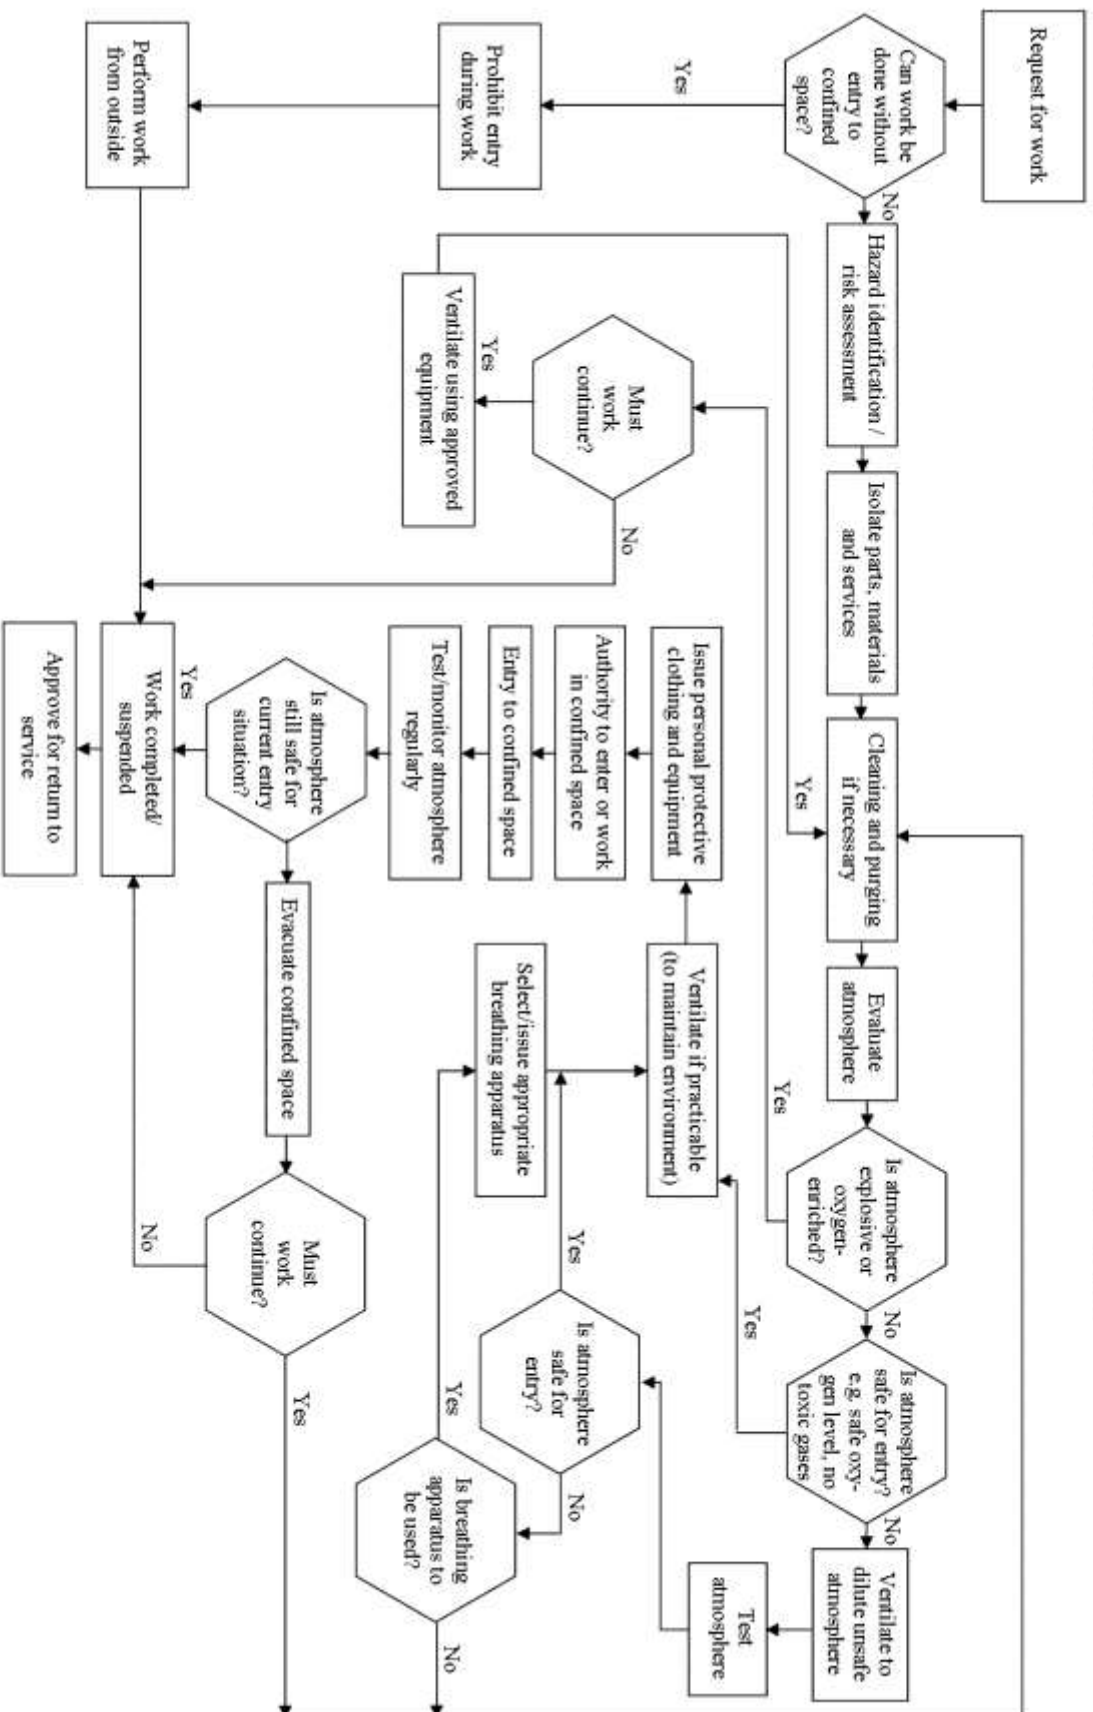 Request for work
Can work be
done without
entry to
confined
space?
No
Hazard identification /
risk assessment
Isolate parts, materials
and services
Cleaning and purging
if necessary
Evaluate
atmosphere
Is atmosphere
explosive or
oxygen-
enriched?
No
Is atmosphere
safe for entry?
e.g. safe oxy-
gen level, no
toxic gases
No
Ventilate to
dilute unsafe
atmosphere
Yes
Yes
Yes
Yes
Test
atmosphere
Prohibit entry
during work
Must
work
continue?
No
Yes
Ventilate using approved
equipment
Issue personal protective
clothing and equipment
Authority to enter or work
in confined space
Entry to confined space
Test/monitor atmosphere
regularly
Ventilate if practicable
(to maintain environment)
Select/issue appropriate
breathing apparatus
Yes
Is atmosphere
safe for
entry?
No
Yes
Is breathing
apparatus to
be used?
No
Perform work
from outside
Is atmosphere
still safe for
current entry
situation?
Yes
Evacuate confined space
Must
work
continue?
Yes
No
Work completed/
suspended
Approve for return to
service